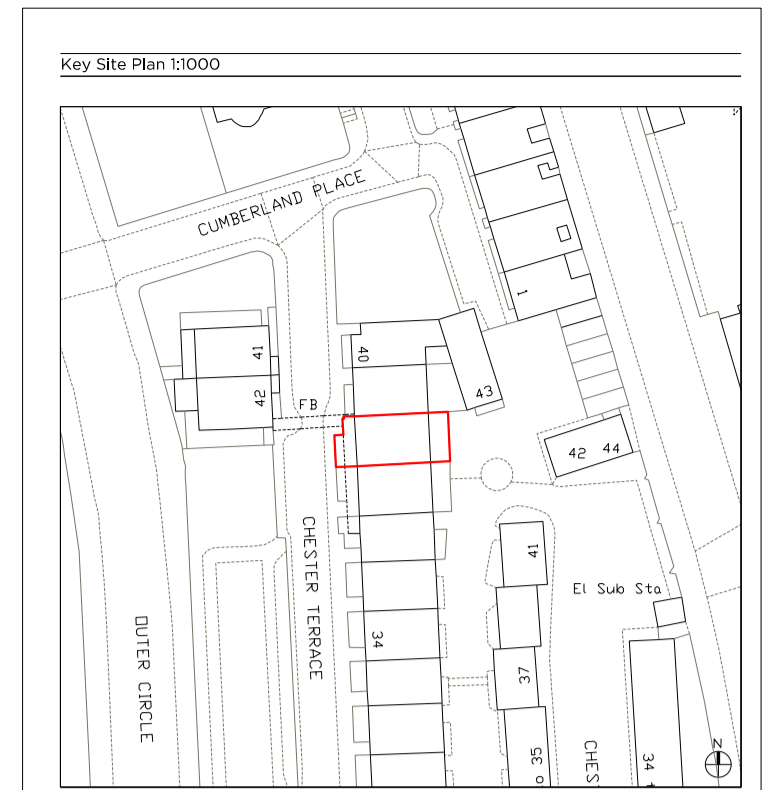 Key Site Plan 1:1000
CUMBERLAND PLACE
1
41
40
42
43
FB
42 44
CHESTER TERRACE
41
El Sub Sta
34
OUTER CIRCLE
37
35
CHES
34
N